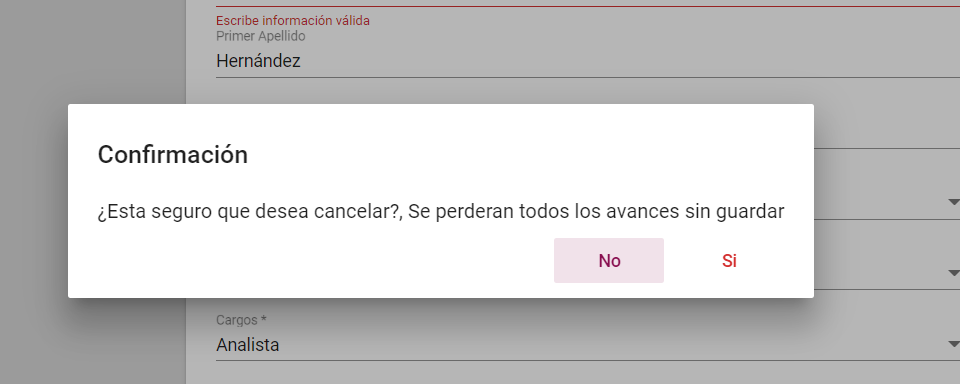 Escribe información válida
Primer Apellido
Hernández
Confirmación
¿Esta seguro que desea cancelar?, Se perderan todos los avances sin guardar
No Si
Cargos *
Analista